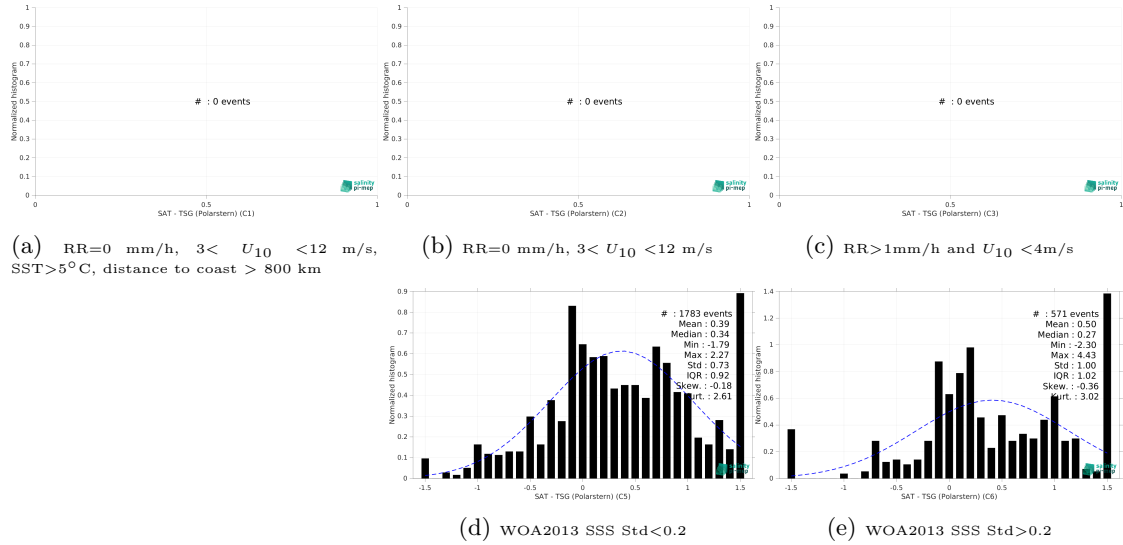 1
0.9
0.8
0.7
0.6
0.5
0.4
0.3
0.2
0.1
0
Normalized histogram
# : 0 events
0 0.5 1
SAT - TSG (Polarstern) (C1)
salinity
pi-mep
1
0.9
0.8
0.7
0.6
0.5
0.4
0.3
0.2
0.1
0
Normalized histogram
# : 0 events
0 0.5 1
SAT - TSG (Polarstern) (C2)
salinity
pi-mep
1
0.9
0.8
0.7
0.6
0.5
0.4
0.3
0.2
0.1
0
Normalized histogram
# : 0 events
0 0.5 1
SAT - TSG (Polarstern) (C3)
salinity
pi-mep
(a) RR=0 mm/h, 3< U10 <12 m/s,
SST>5°C, distance to coast > 800 km
(b) RR=0 mm/h, 3< U10 <12 m/s
(c) RR>1mm/h and U10 <4m/s
0.9
0.8
0.7
0.6
0.5
0.4
0.3
0.2
0.1
0
Normalized histogram
# : 1783 events
Mean : 0.39
Median : 0.34
Min : -1.79
Max : 2.27
Std : 0.73
IQR : 0.92
Skew. : -0.18
Kurt. : 2.61
-1.5 -1 -0.5 0 0.5 1 1.5
SAT - TSG (Polarstern) (C5)
salinity
pi-mep
1.4
1.2
1
0.8
0.6
0.4
0.2
0
Normalized histogram
# : 571 events
Mean : 0.50
Median : 0.27
Min : -2.30
Max : 4.43
Std : 1.00
IQR : 1.02
Skew. : -0.36
Kurt. : 3.02
-1.5 -1 -0.5 0 0.5 1 1.5
SAT - TSG (Polarstern) (C6)
salinity
pi-mep
(d) WOA2013 SSS Std<0.2
(e) WOA2013 SSS Std>0.2